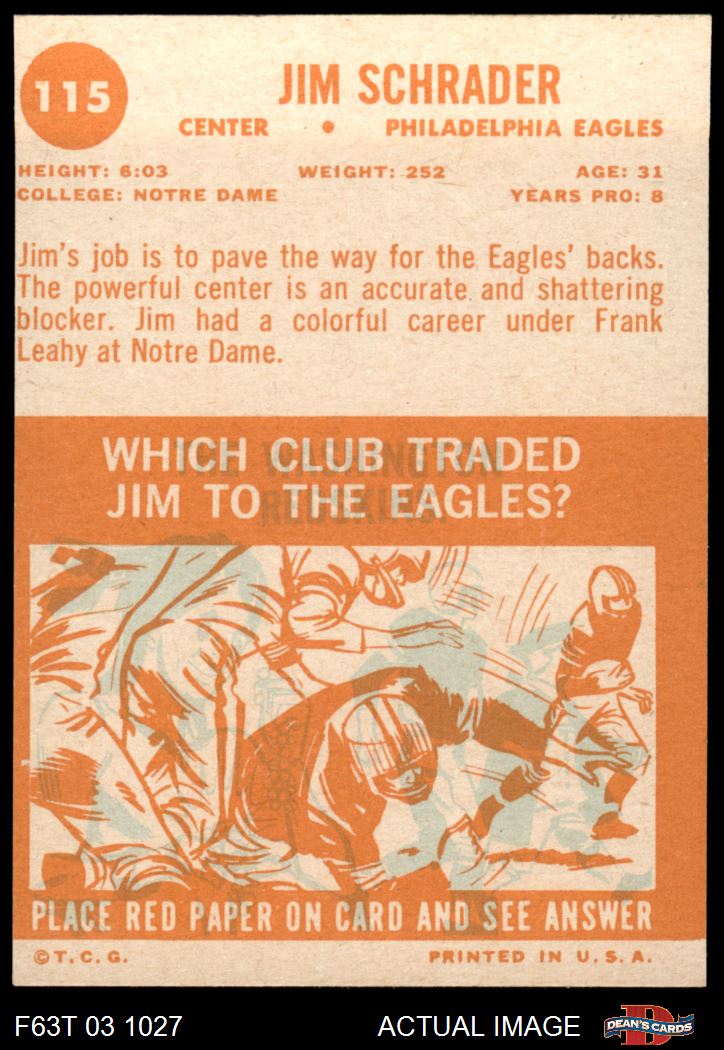 115
JIM SCHRADER
CENTER • PHILADELPHIA EAGLES
HEIGHT: 6:03 WEIGHT: 252 AGE: 31
COLLEGE: NOTRE DAME YEARS PRO: 8
Jim's job is to pave the way for the Eagles' backs.
The powerful center is an accurate and shattering
blocker. Jim had a colorful career under Frank
Leahy at Notre Dame.
WHICH CLUB TRADED
JIM TO THE EAGLES?
THE WASHINGTON
REDSKINS.
PLACE RED PAPER ON CARD AND SEE ANSWER
© T. C. G. PRINTED IN U. S. A.
F63T 03 1027 ACTUAL IMAGE
D
DEAN'S CARDS